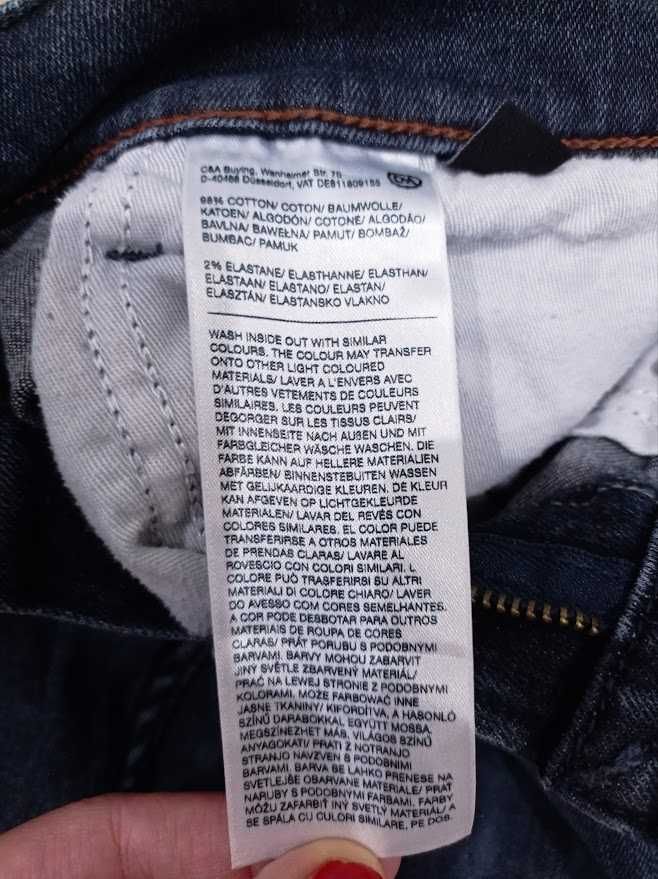 C&A Buying, Wanheimer Str. 70
D-40468 Düsseldorf, VAT DE811809155
C&A
98% COTTON/ COTON/ BAUMWOLLE/
KATOEN/ ALGODÓN/ COTONE/ ALGODÃO/
BAVLNA/ BAWEŁNA/ PAMUT/ BOMBAŽ/
BUMBAC/ PAMUK
2% ELASTANE/ ELASTHANNE/ ELASTHAN/
ELASTAAN/ ELASTANO/ ELASTAN/
ELASZTÁN/ ELASTANSKO VLAKNO
WASH INSIDE OUT WITH SIMILAR
COLOURS. THE COLOUR MAY TRANSFER
ONTO OTHER LIGHT COLOURED
MATERIALS/ LAVER A L'ENVERS AVEC
D'AUTRES VETEMENTS DE COULEURS
SIMILAIRES. LES COULEURS PEUVENT
DEGORGER SUR LES TISSUS CLAIRS/
MIT INNENSEITE NACH AUßEN UND MIT
FARBGLEICHER WÄSCHE WASCHEN. DIE
FARBE KANN AUF HELLERE MATERIALIEN
ABFÄRBEN/ BINNENSTEBUITEN WASSEN
MET GELIJKAARDIGE KLEUREN. DE KLEUR
KAN AFGEVEN OP LICHTGEKLEURDE
MATERIALEN/ LAVAR DEL REVÉS CON
COLORES SIMILARES. EL COLOR PUEDE
TRANSFERIRSE A OTROS MATERIALES
DE PRENDAS CLARAS/ LAVARE AL
ROVESCIO CON COLORI SIMILARI. IL
COLORE PUÒ TRASFERIRSI SU ALTRI
MATERIALI DI COLORE CHIARO/ LAVAR
DO AVESSO COM CORES SEMELHANTES.
A COR PODE DESBOTAR PARA OUTROS
MATERIAIS DE ROUPA DE CORES
CLARAS/ PRÁT PORUBU S PODOBNYMI
BARVAMI. BARVY MOHOU ZABARVIT
JINY SVĚTLE ZBARVENÝ MATERIÁL/
PRAĆ NA LEWEJ STRONIE Z PODOBNYMI
KOLORAMI. MOŻE FARBOWAĆ INNE
JASNE TKANINY/ KIFORDÍTVA, A HASONLÓ
SZÍNŰ DARABOKKAL EGYÜTT MOSSA.
MEGSZÍNEZHET MÁS, VILÁGOS SZÍNŰ
ANYAGOKAT/ PRATI Z NOTRANJO
STRANJO NAVZVEN S PODOBNIMI
BARVAMI. BARVA SE LAHKO PRENESE NA
SVETLEJŠE OBARVANE MATERIALE/ PRAT
NARUBY S PODOBNYMI FARBAMI. FARBY
MÔŽU ZAFARBIŤ INÝ SVETLÝ MATERIÁL/ A
SE SPĂLA CU CULORI SIMILARE, PE DOS.